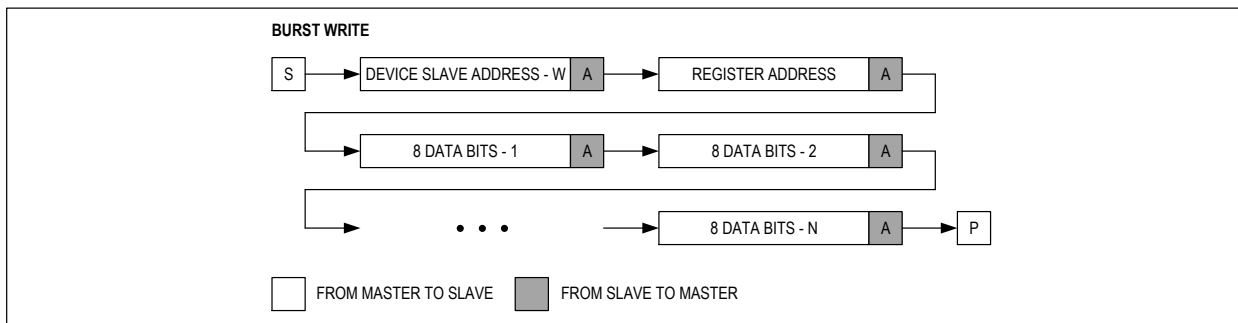 BURST WRITE
S DEVICE SLAVE ADDRESS - W A REGISTER ADDRESS A
8 DATA BITS - 1 A 8 DATA BITS - 2 A
• • • 8 DATA BITS - N A P
FROM MASTER TO SLAVE FROM SLAVE TO MASTER